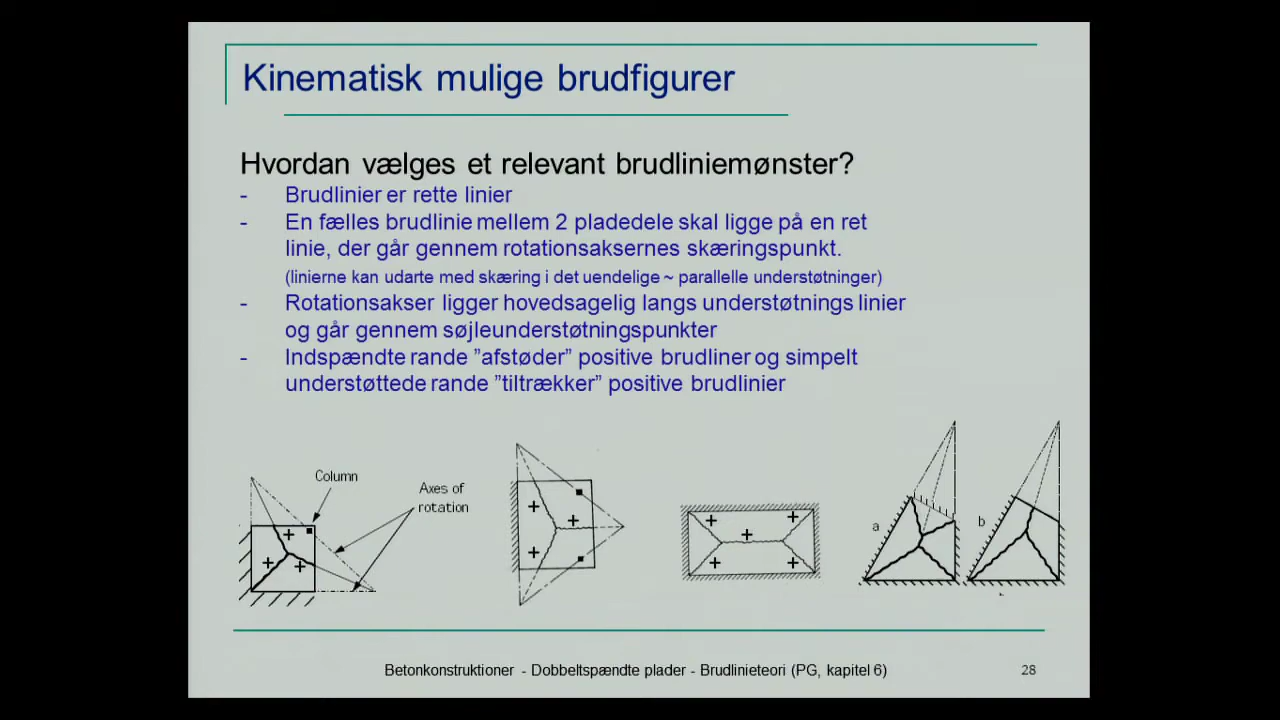 Kinematisk mulige brudfigurer
Hvordan vælges et relevant brudliniemønster?
- Brudlinier er rette linier
- En fælles brudlinie mellem 2 pladedele skal ligge på en ret
linie, der går gennem rotationsaksernes skæringspunkt.
(linierne kan udarte med skæring i det uendelige ~ parallelle understøtninger)
- Rotationsakser ligger hovedsagelig langs understøtnings linier
og går gennem søjleunderstøtningspunkter
- Indspændte rande ”afstøder” positive brudliner og simpelt
understøttede rande ”tiltrækker” positive brudlinier
Column
Axes of
rotation
+ + +
+ + +
+ + + + +
a
b
Betonkonstruktioner - Dobbeltspændte plader - Brudlinieteori (PG, kapitel 6)
28